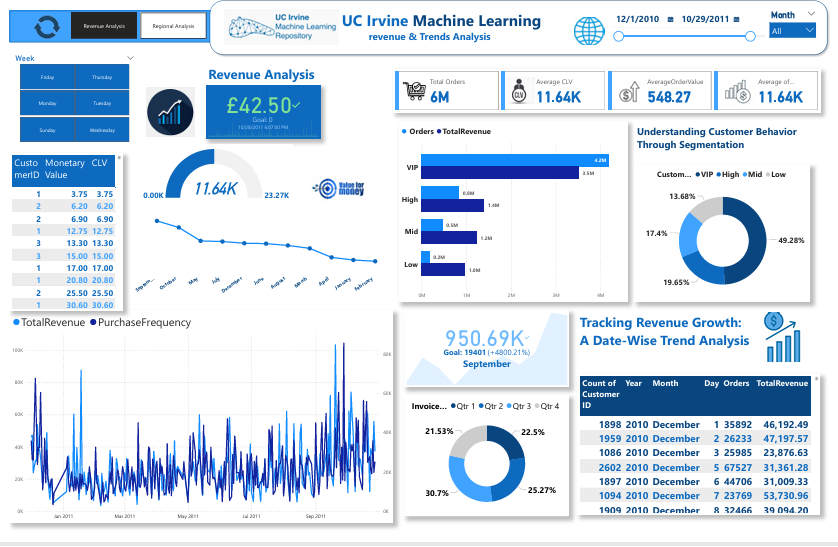 Revenue Analysis
Regional Analysis
UC Irvine
Machine Learning
Repository
UC Irvine Machine Learning
revenue & Trends Analysis
12/1/2010
10/29/2011
Month
All
Week
Friday
Thursday
Monday
Tuesday
Sunday
Wednesday
Revenue Analysis
£42.50
Goal: 0
Total Orders
6M
CLV
Average CLV
11.64K
AverageOrderValue
548.27
Average of...
11.64K
Custo Monetary CLV
merID Value
1 3.75 3.75
2 6.20 6.20
2 6.90 6.90
1 12.75 12.75
3 13.30 13.30
3 15.00 15.00
1 17.00 17.00
1 20.80 20.80
2 25.50 25.50
1 30.60 30.60
0.00K
11.64K
23.27K
Value for
money
Septem...
October
May
July
December
June
August
March
April
January
February
Orders TotalRevenue
VIP
4.2M
3.5M
High
0.8M
1.4M
Mid
0.5M
1.2M
Low
0.2M
1.0M
0M 1M 2M 3M 4M
Understanding Customer Behavior
Through Segmentation
Custom... VIP High Mid Low
13.68%
17.4%
49.28%
19.65%
TotalRevenue PurchaseFrequency
100K
80K
60K
40K
20K
0K
80K
60K
40K
20K
0K
Jan 2011
Mar 2011
May 2011
Jul 2011
Sep 2011
950.69K
Goal: 19401 (+4800.21%)
September
Invoice... Qtr 1 Qtr 2 Qtr 3 Qtr 4
21.53%
22.5%
30.7%
25.27%
Tracking Revenue Growth:
A Date-Wise Trend Analysis
Count of Year Month Day Orders TotalRevenue
Customer
ID
1898 2010 December 1 35892 46,192.49
1959 2010 December 2 26233 47,197.57
1086 2010 December 3 25985 23,876.63
2602 2010 December 5 67527 31,361.28
1897 2010 December 6 44706 31,009.33
1094 2010 December 7 23769 53,730.96
1909 2010 December 8 32466 39,094.20